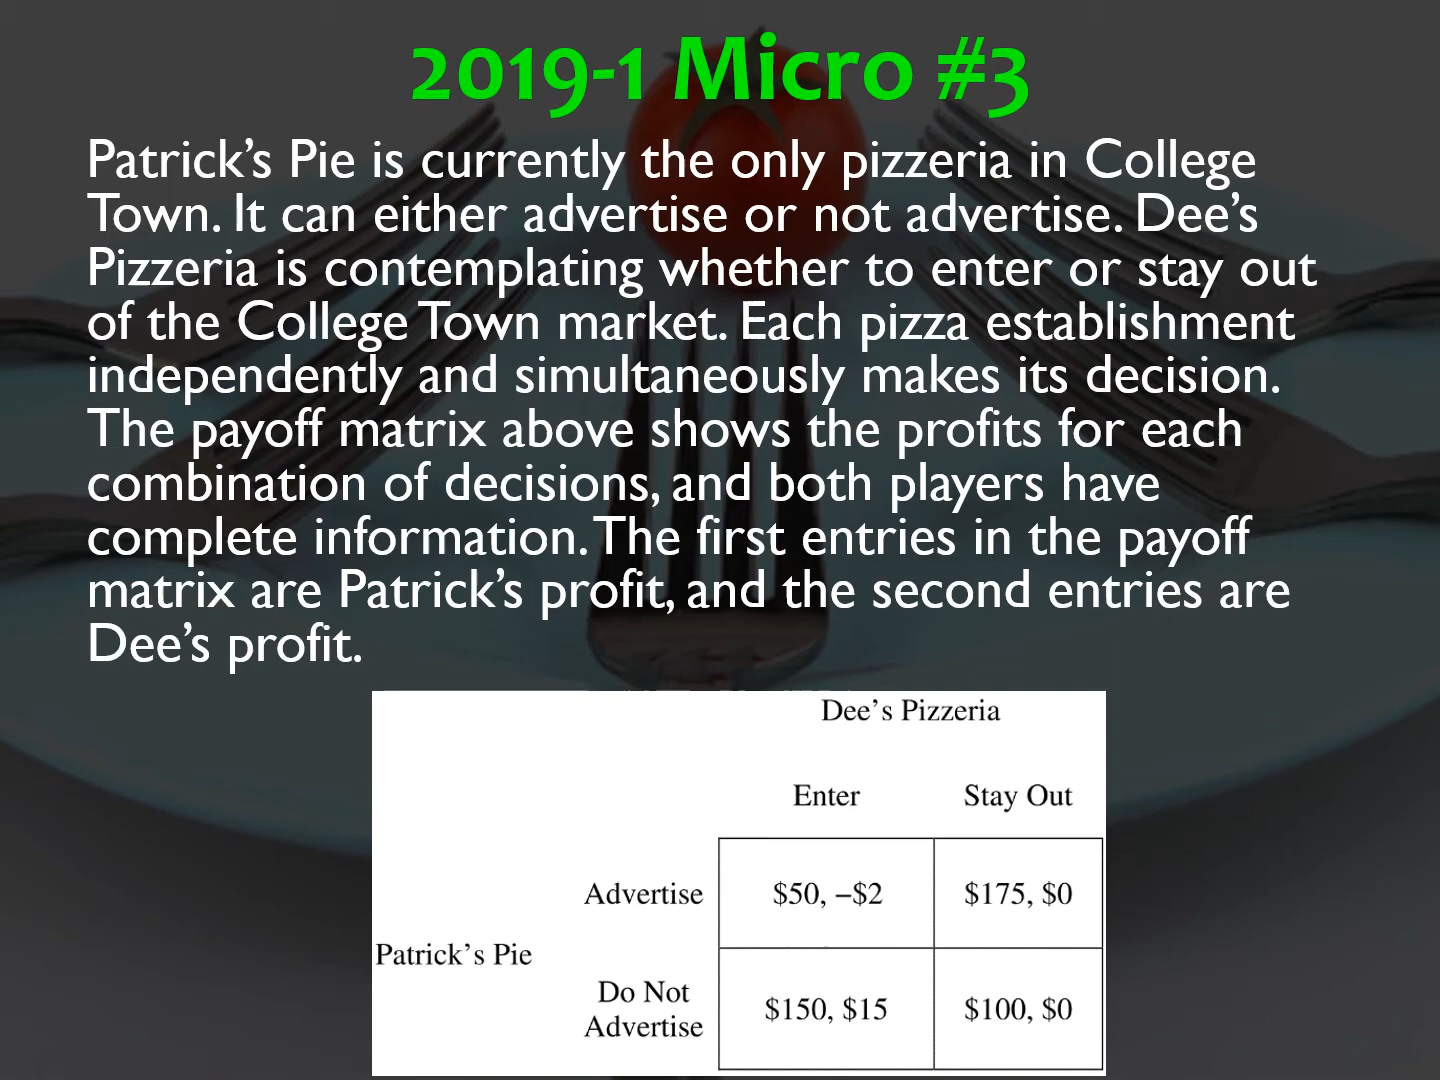 2019-1 Micro #3
Patrick’s Pie is currently the only pizzeria in College
Town. It can either advertise or not advertise. Dee’s
Pizzeria is contemplating whether to enter or stay out
of the College Town market. Each pizza establishment
independently and simultaneously makes its decision.
The payoff matrix above shows the profits for each
combination of decisions, and both players have
complete information. The first entries in the payoff
matrix are Patrick’s profit, and the second entries are
Dee’s profit.
Dee’s Pizzeria
Enter Stay Out
Advertise $50, –$2 $175, $0
Patrick’s Pie
Do Not
Advertise $150, $15 $100, $0